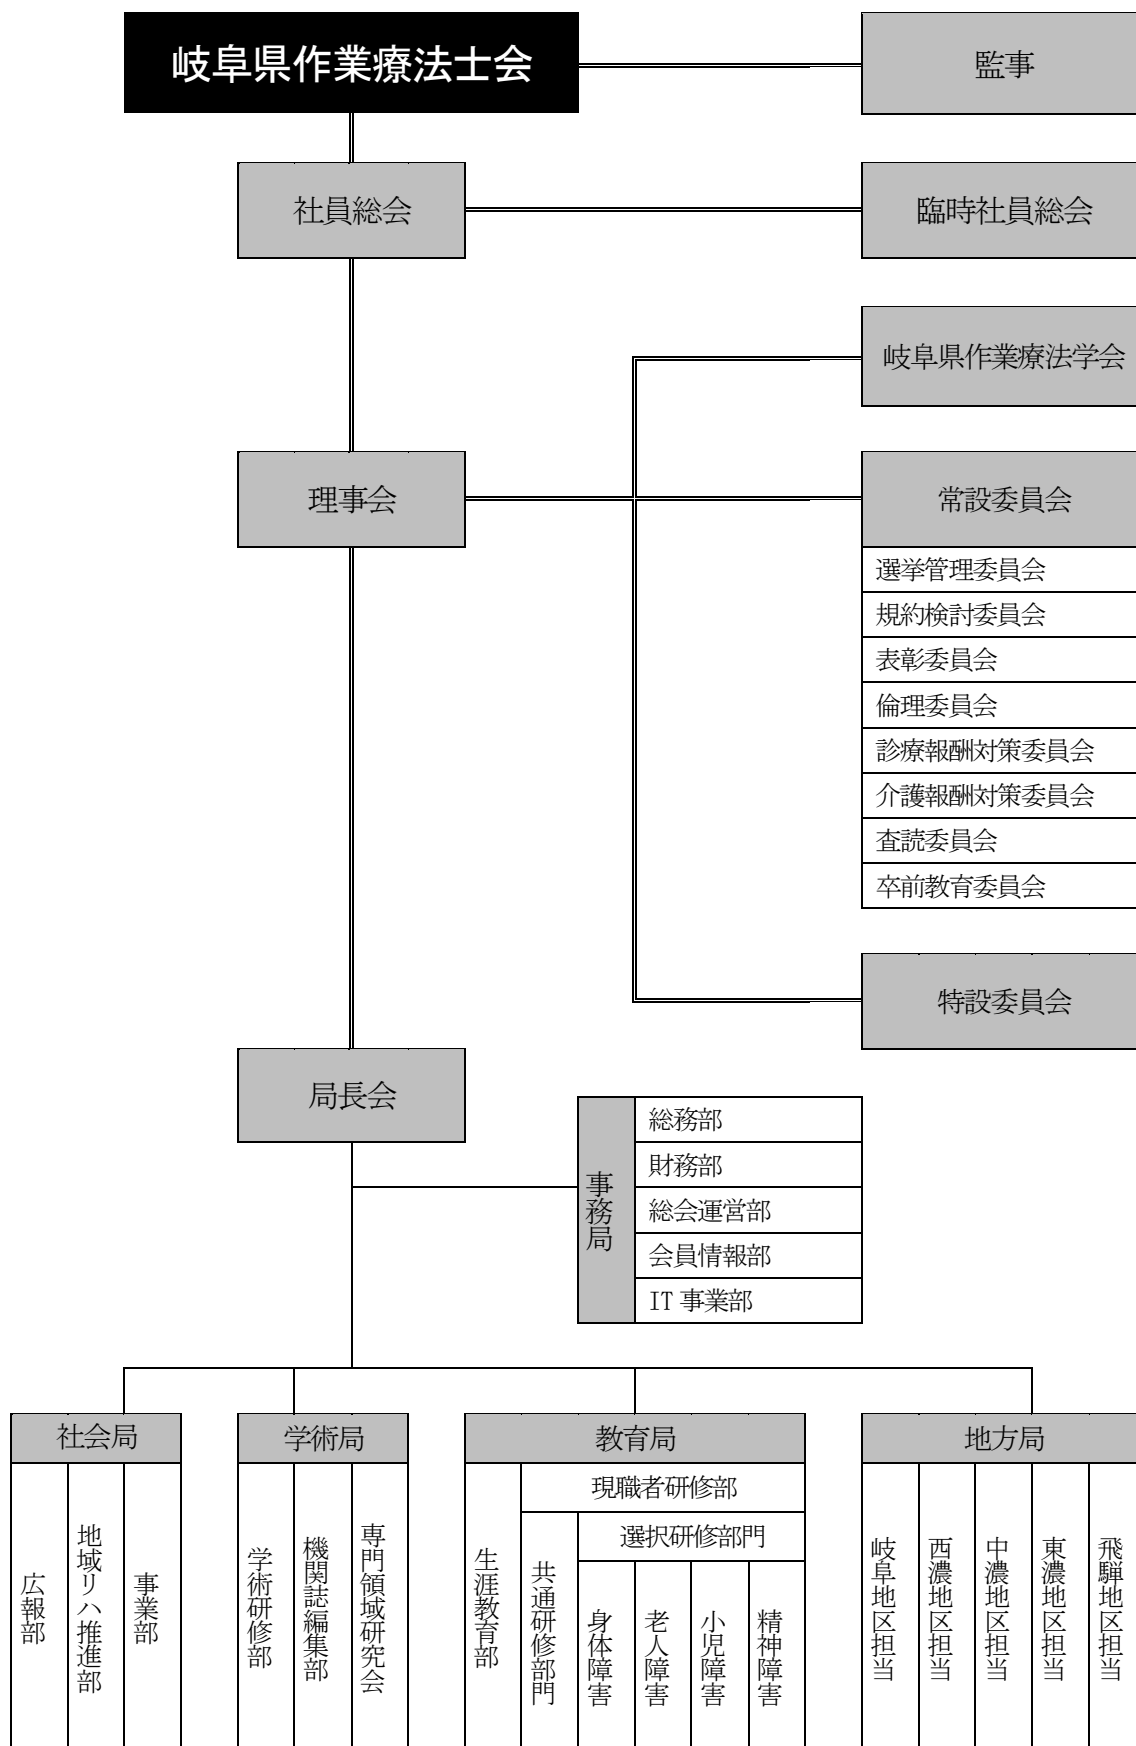 岐阜県作業療法士会
監事
社員総会
臨時社員総会
岐阜県作業療法学会
理事会
常設委員会
選挙管理委員会
規約検討委員会
表彰委員会
倫理委員会
診療報酬対策委員会
介護報酬対策委員会
査読委員会
卒前教育委員会
特設委員会
局長会
事務局
総務部
財務部
総会運営部
会員情報部
IT 事業部
社会局
広報部
地域リハ推進部
事業部
学術局
学術研修部
機関誌編集部
専門領域研究会
教育局
生涯教育部
現職者研修部
共通研修部門
選択研修部門
身体障害
老人障害
小児障害
精神障害
地方局
岐阜地区担当
西濃地区担当
中濃地区担当
東濃地区担当
飛騨地区担当